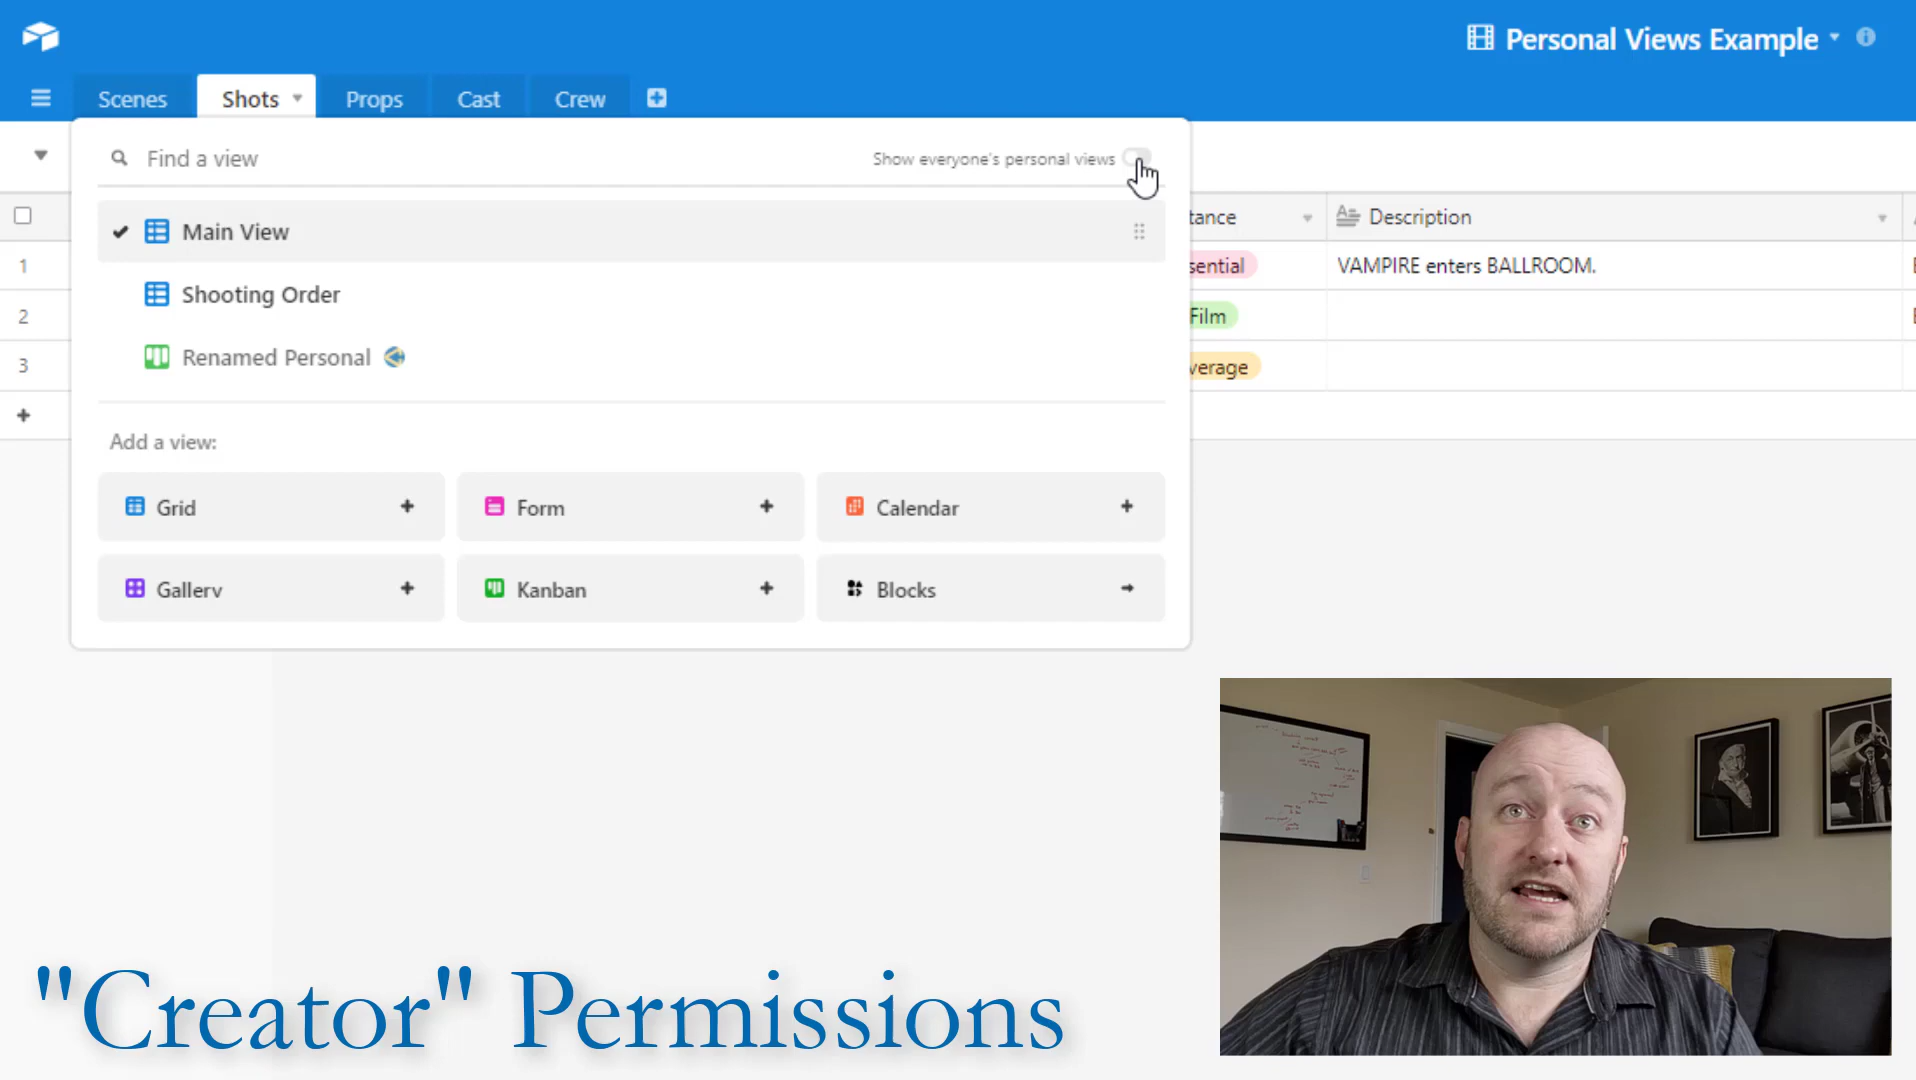 Personal Views Example
Scenes Shots Props Cast Crew
Find a view
Show everyone's personal views
Main View
Shooting Order
Renamed Personal
tance
Description
1
sential
VAMPIRE enters BALLROOM.
2
Film
3
verage
Add a view:
Grid
Form
Calendar
Gallery
Kanban
Blocks
"Creator" Permissions